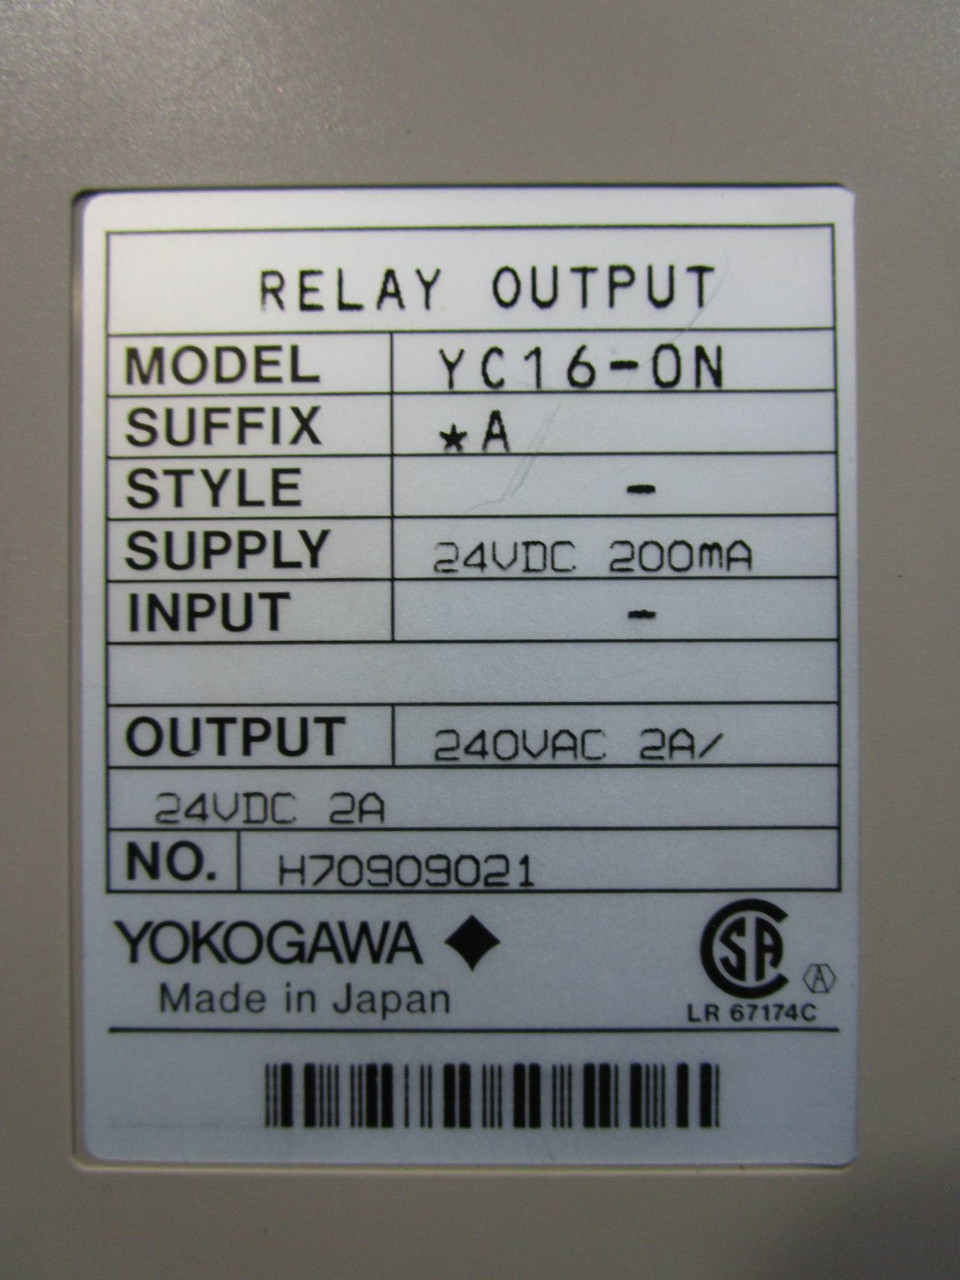 RELAY OUTPUT
MODEL YC16-0N
SUFFIX ★A
STYLE -
SUPPLY 24VDC 200mA
INPUT -
OUTPUT 240VAC 2A/
24VDC 2A
NO. H70909021
YOKOGAWA ◆
Made in Japan
SA
A
LR 67174C